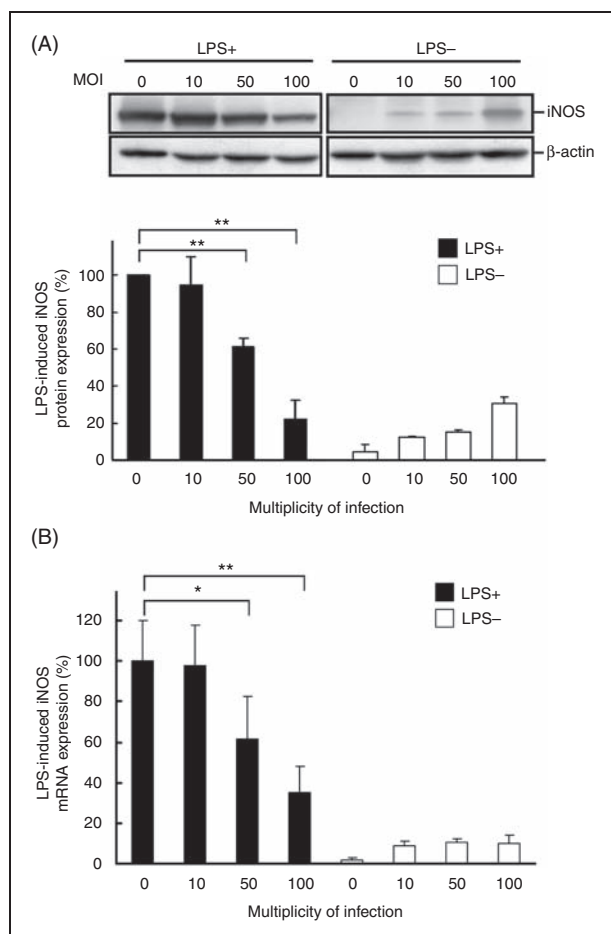 (A)
LPS+ LPS–
MOI 0 10 50 100 0 10 50 100
iNOS
β-actin
** 
**
LPS+
LPS–
LPS-induced iNOS
protein expression (%)
100
80
60
40
20
0
0 10 50 100 0 10 50 100
Multiplicity of infection
(B)
**
*
LPS+
LPS–
LPS-induced iNOS
mRNA expression (%)
120
100
80
60
40
20
0
0 10 50 100 0 10 50 100
Multiplicity of infection